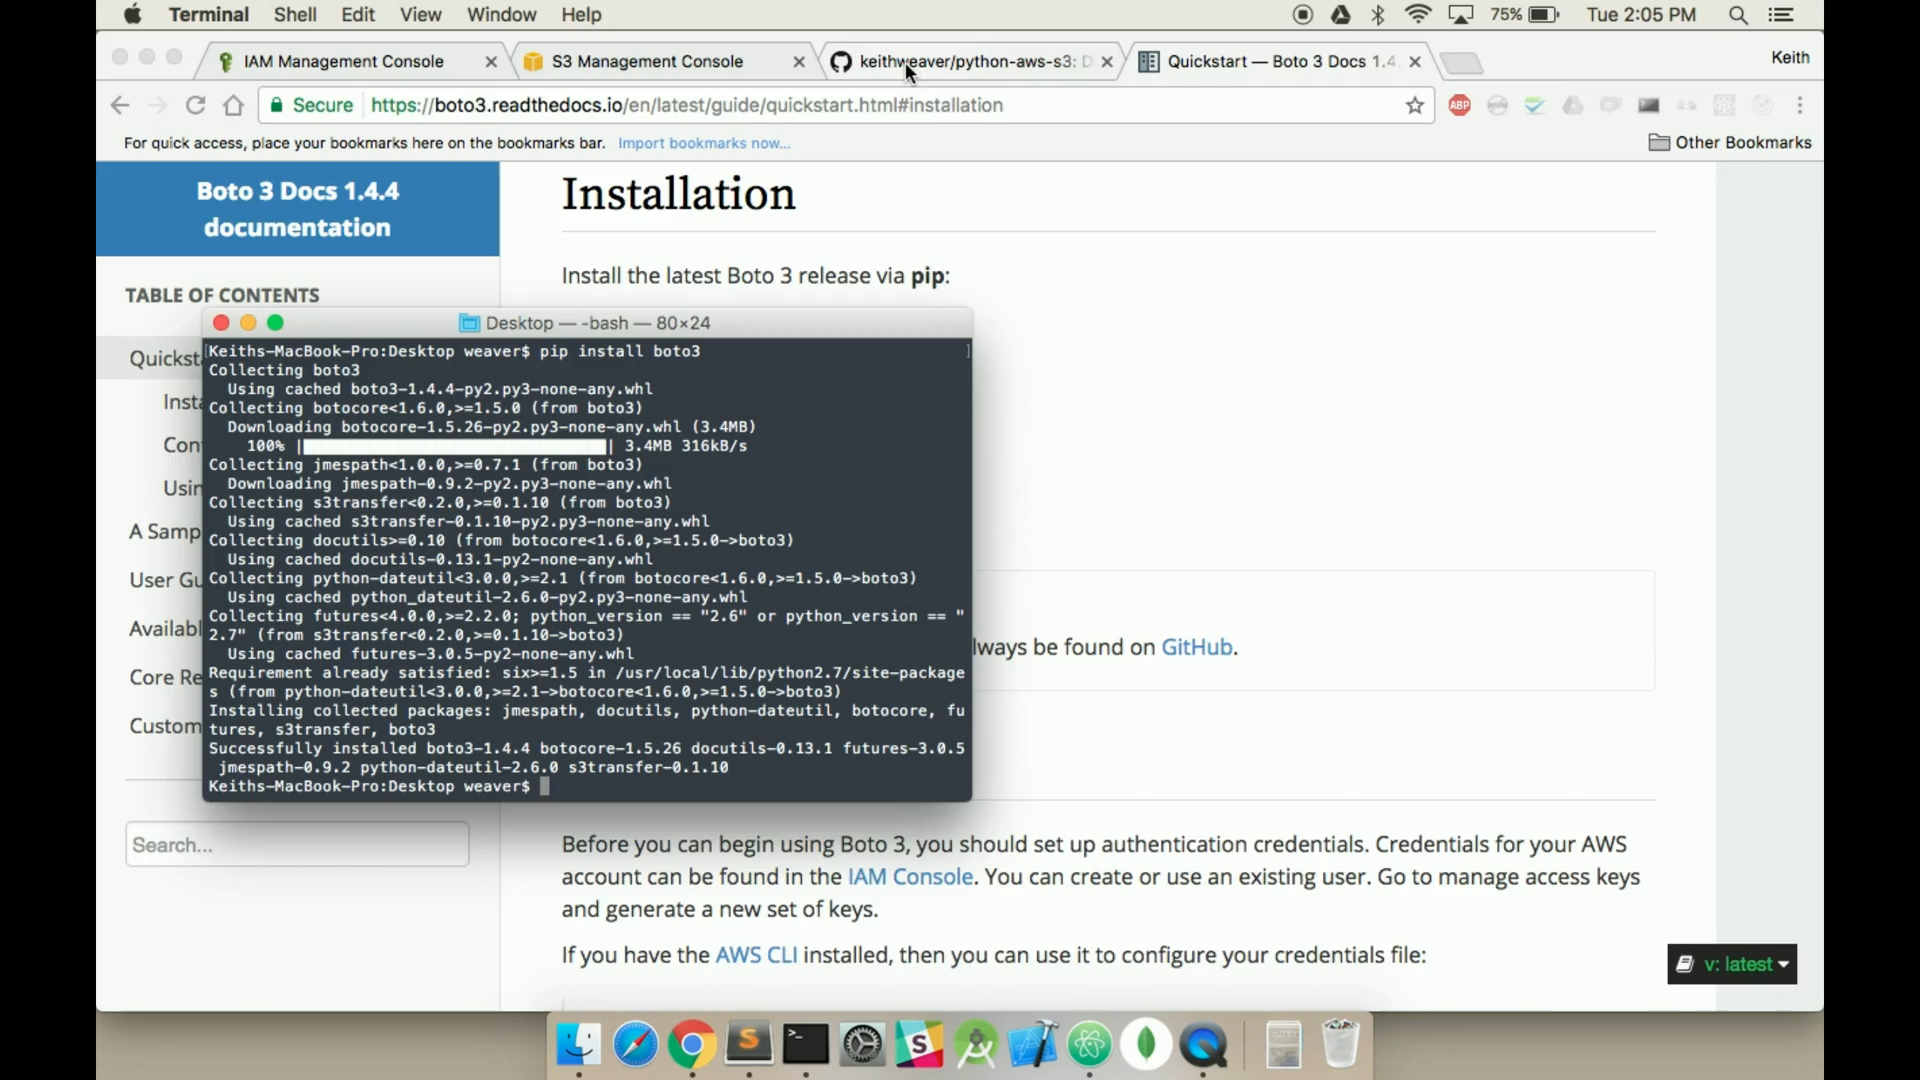 Terminal Shell Edit View Window Help 75% Tue 2:05 PM
IAM Management Console S3 Management Console keithweaver/python-aws-s3: D Quickstart — Boto 3 Docs 1.4. Keith
Secure https://boto3.readthedocs.io/en/latest/guide/quickstart.html#installation ABP
For quick access, place your bookmarks here on the bookmarks bar. Import bookmarks now... Other Bookmarks
Boto 3 Docs 1.4.4
documentation
TABLE OF CONTENTS
Quickst
Insta
Con
Usin
A Samp
User Gu
Availabl
Core Re
Custom
Search...
Installation
Install the latest Boto 3 release via pip:
Desktop — -bash — 80×24
Keiths-MacBook-Pro:Desktop weaver$ pip install boto3
Collecting boto3
Using cached boto3-1.4.4-py2.py3-none-any.whl
Collecting botocore<1.6.0,>=1.5.0 (from boto3)
Downloading botocore-1.5.26-py2.py3-none-any.whl (3.4MB)
100% | | 3.4MB 316kB/s
Collecting jmespath<1.0.0,>=0.7.1 (from boto3)
Downloading jmespath-0.9.2-py2.py3-none-any.whl
Collecting s3transfer<0.2.0,>=0.1.10 (from boto3)
Using cached s3transfer-0.1.10-py2.py3-none-any.whl
Collecting docutils>=0.10 (from botocore<1.6.0,>=1.5.0->boto3)
Using cached docutils-0.13.1-py2-none-any.whl
Collecting python-dateutil<3.0.0,>=2.1 (from botocore<1.6.0,>=1.5.0->boto3)
Using cached python_dateutil-2.6.0-py2.py3-none-any.whl
Collecting futures<4.0.0,>=2.2.0; python_version == "2.6" or python_version == "
2.7" (from s3transfer<0.2.0,>=0.1.10->boto3)
Using cached futures-3.0.5-py2-none-any.whl
Requirement already satisfied: six>=1.5 in /usr/local/lib/python2.7/site-package
s (from python-dateutil<3.0.0,>=2.1->botocore<1.6.0,>=1.5.0->boto3)
Installing collected packages: jmespath, docutils, python-dateutil, botocore, fu
tures, s3transfer, boto3
Successfully installed boto3-1.4.4 botocore-1.5.26 docutils-0.13.1 futures-3.0.5
jmespath-0.9.2 python-dateutil-2.6.0 s3transfer-0.1.10
Keiths-MacBook-Pro:Desktop weaver$
lways be found on GitHub.
Before you can begin using Boto 3, you should set up authentication credentials. Credentials for your AWS
account can be found in the IAM Console. You can create or use an existing user. Go to manage access keys
and generate a new set of keys.
If you have the AWS CLI installed, then you can use it to configure your credentials file:
v: latest